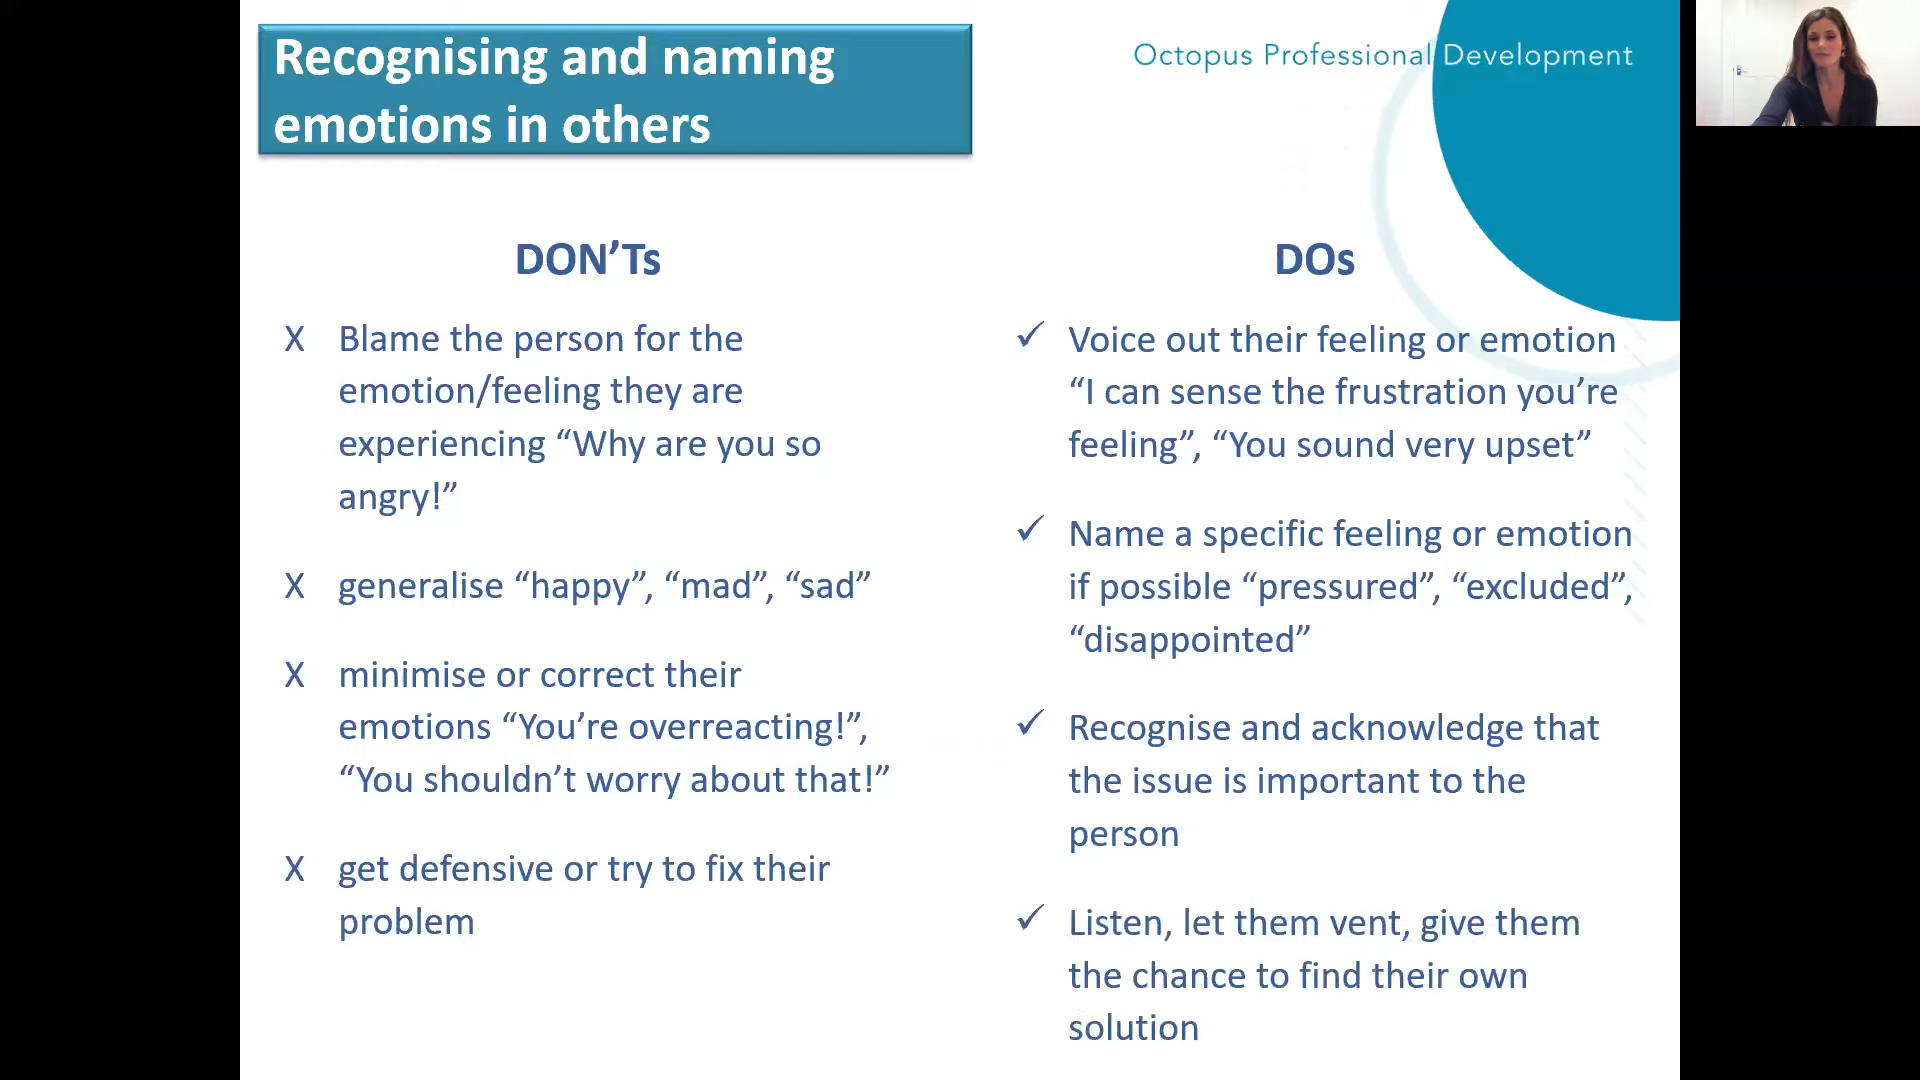 Recognising and naming
emotions in others
Octopus Professional Development
DON’Ts
X Blame the person for the
emotion/feeling they are
experiencing “Why are you so
angry!”
X generalise “happy”, “mad”, “sad”
X minimise or correct their
emotions “You’re overreacting!”,
“You shouldn’t worry about that!”
X get defensive or try to fix their
problem
DOs
✓ Voice out their feeling or emotion
“I can sense the frustration you’re
feeling”, “You sound very upset”
✓ Name a specific feeling or emotion
if possible “pressured”, “excluded”,
“disappointed”
✓ Recognise and acknowledge that
the issue is important to the
person
✓ Listen, let them vent, give them
the chance to find their own
solution